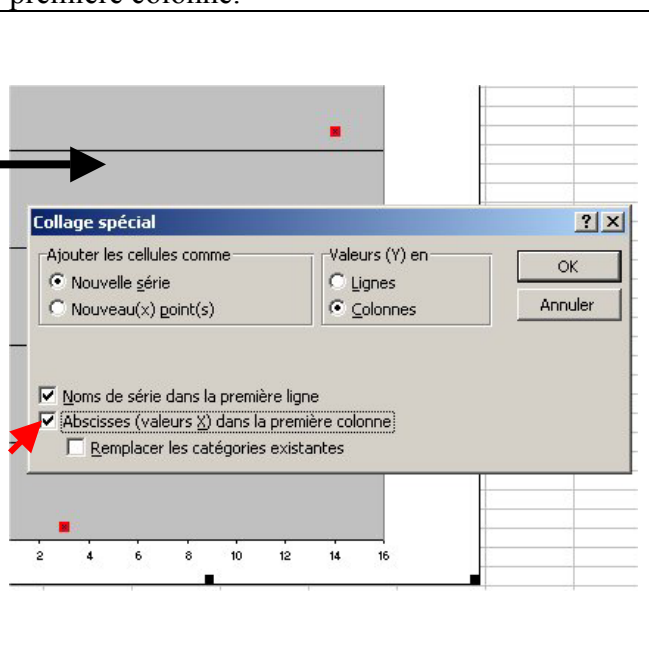 première colonne.
Collage spécial
Ajouter les cellules comme
Nouvelle série
Nouveau(x) point(s)
Valeurs (Y) en
Lignes
Colonnes
OK
Annuler
Noms de série dans la première ligne
Abscisses (valeurs X) dans la première colonne
Remplacer les catégories existantes
2 4 6 8 10 12 14 16